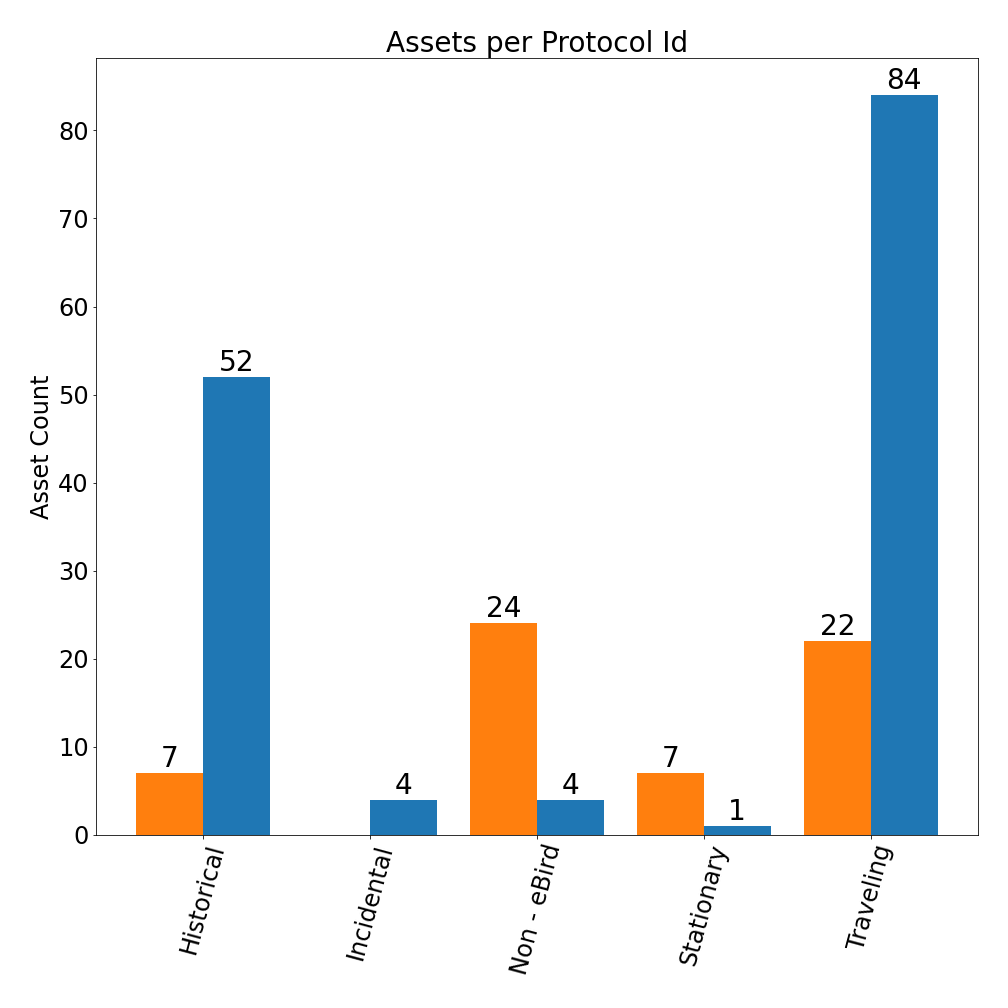 Assets per Protocol Id
Asset Count
80
70
60
50
40
30
20
10
0
7
52
4
24
4
7
1
22
84
Historical
Incidental
Non - eBird
Stationary
Traveling